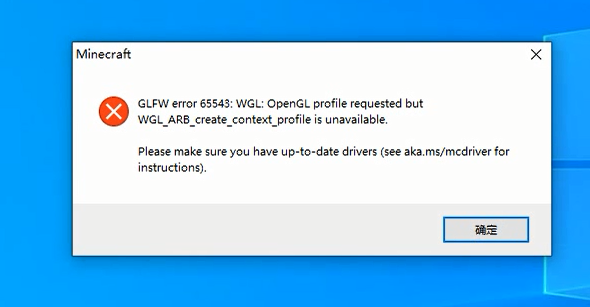 Minecraft
GLFW error 65543: WGL: OpenGL profile requested but
WGL_ARB_create_context_profile is unavailable.
Please make sure you have up-to-date drivers (see aka.ms/mcdriver for
instructions).
确定